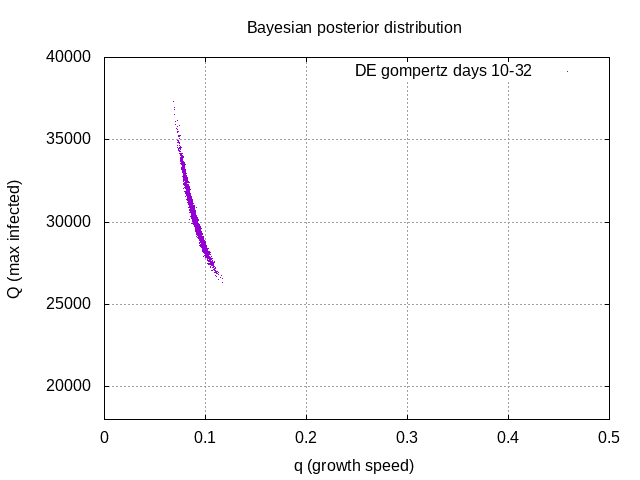 Bayesian posterior distribution
DE gompertz days 10-32
Q (max infected)
40000
35000
30000
25000
20000
0 0.1 0.2 0.3 0.4 0.5
q (growth speed)